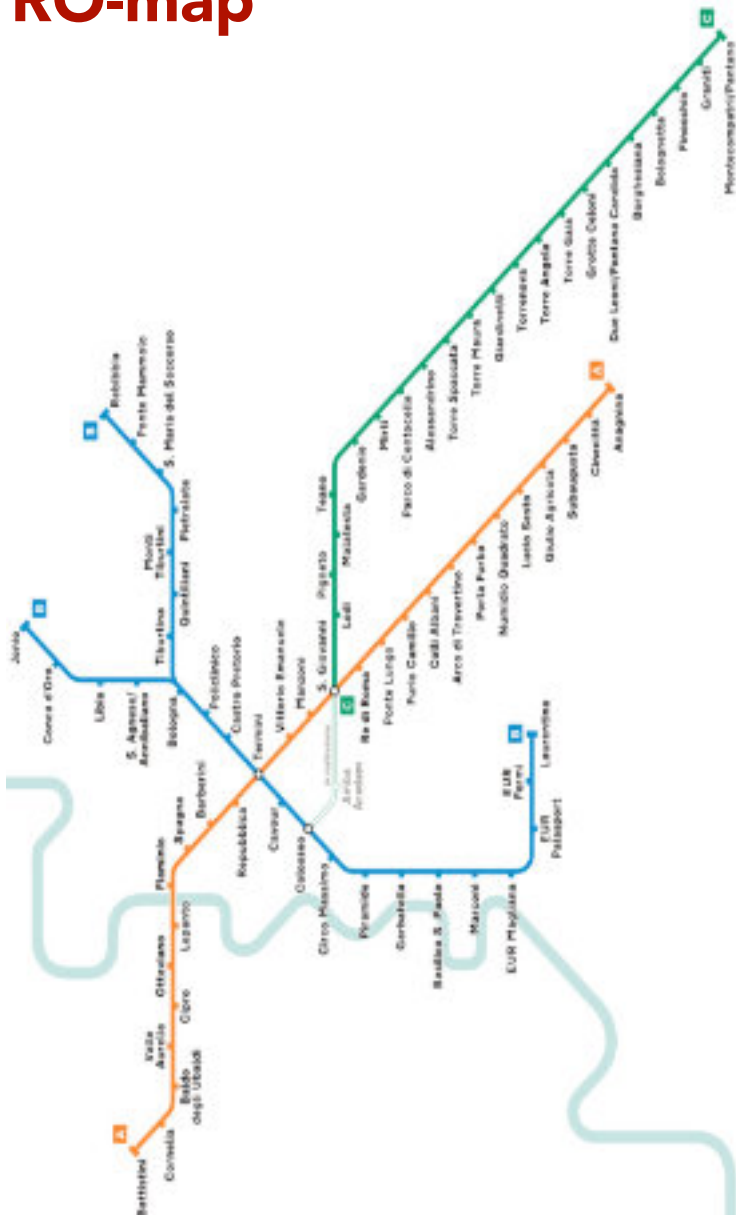 RO-map
A
Battistini
Cornelia
Baldo
degli Ubaldi
Valle
Aurelia
Cipro
Ottaviano
Lepanto
Flaminio
Spagna
Barberini
Repubblica
Termini
Vittorio Emanuele
Manzoni
S. Giovanni
Re di Roma
Ponte Lungo
Furio Camillo
Colli Albani
Arco di Travertino
Porta Furba
Numidio Quadrato
Lucio Sestio
Giulio Agricola
Subaugusta
Cinecittà
Anagnina
A
B
Jonio
Conca d'Oro
Libia
S. Agnese/
Annibaliano
Bologna
B
Rebibbia
Ponte Mammolo
S. Maria del Soccorso
Pietralata
Monti
Tiburtini
Quintiliani
Tiburtina
Policlinico
Castro Pretorio
Cavour
Colosseo
Circo Massimo
Piramide
Garbatella
Basilica S. Paolo
Marconi
EUR Magliana
EUR
Palasport
EUR
Fermi
Laurentina
B
C
Amba
Aradam
Lodi
Pigneto
Malatesta
Teano
Gardenie
Mirti
Parco di Centocelle
Alessandrino
Torre Spaccata
Torre Maura
Giardinetti
Torrenova
Torre Angela
Torre Gaia
Grotte Celoni
Due Leoni/Fontana Candida
Borghesiana
Bolognetta
Finocchio
Graniti
Montecompatri/Pantano
C